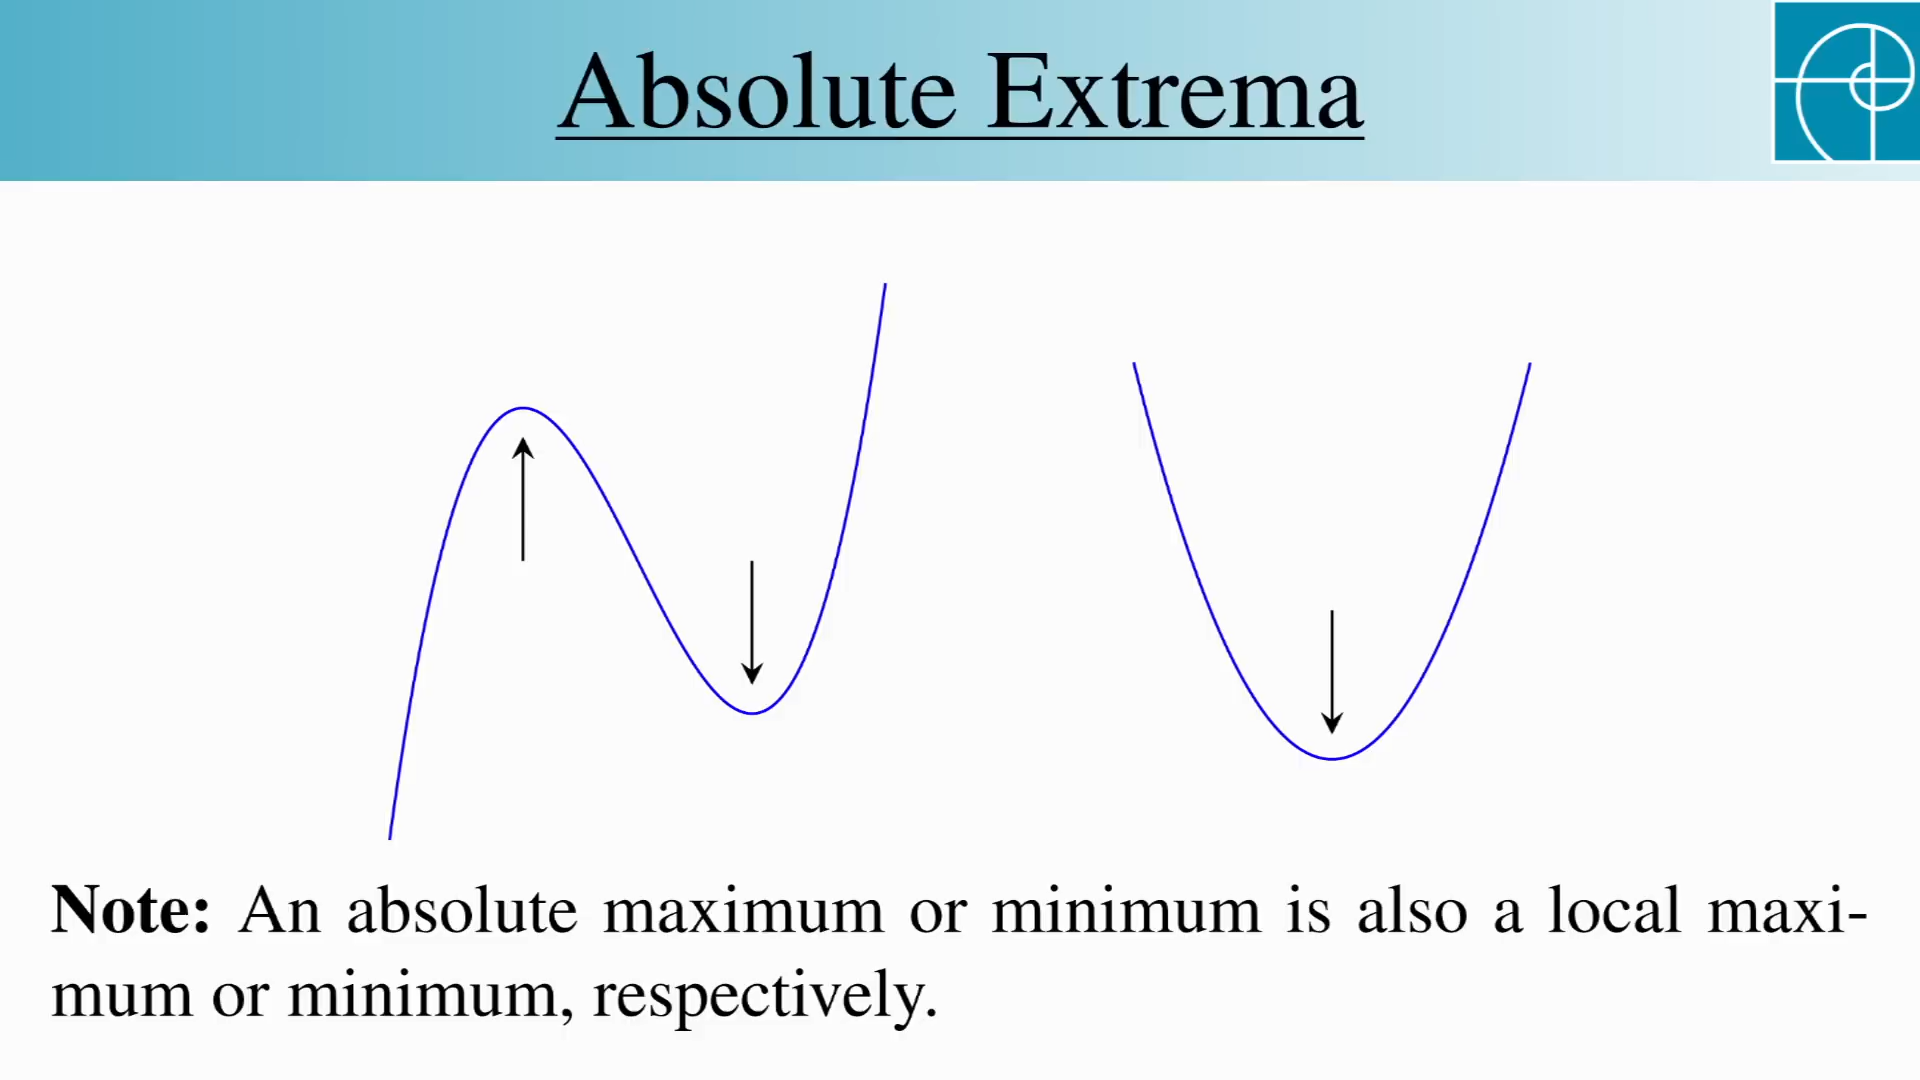 Absolute Extrema
Note: An absolute maximum or minimum is also a local maxi-
mum or minimum, respectively.